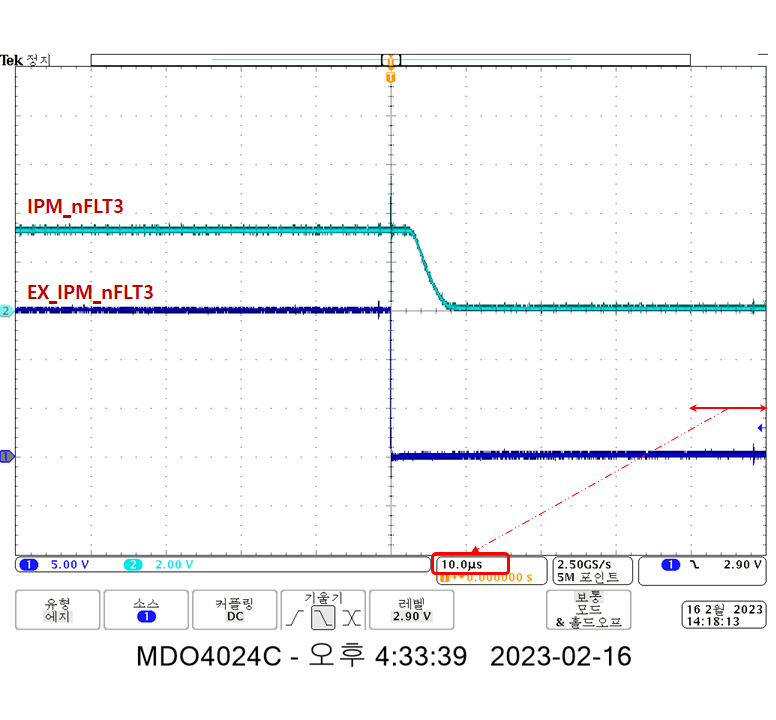 Tek 정지
T
T
IPM_nFLT3
EX_IPM_nFLT3
2
1
1 5.00 V 2 2.00 V 10.0µs 2.50GS/s 1 2.90 V
0.000000 s 5M 포인트
유형 에지
소스 1
커플링 DC
기울기
레벨 2.90 V
보통 모드 & 홀드오프
16 2월 2023
14:18:13
MDO4024C - 오후 4:33:39 2023-02-16